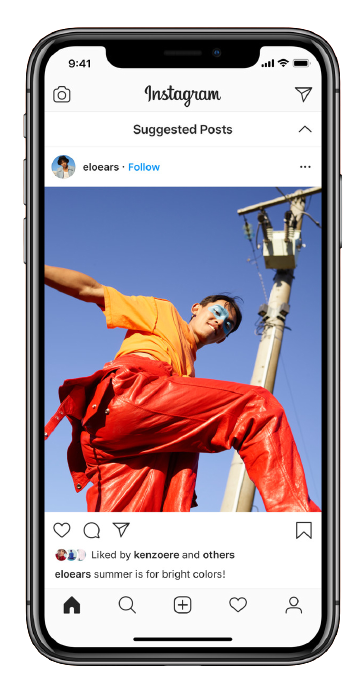 9:41
Instagram
Suggested Posts
eloears · Follow
Liked by kenzoere and others
eloears summer is for bright colors!